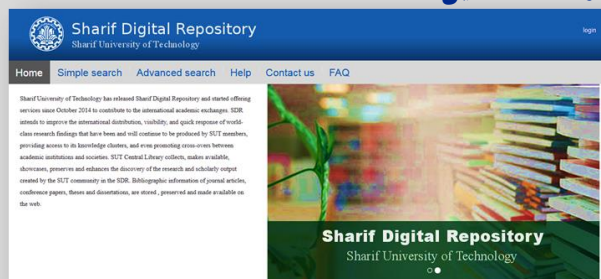 Sharif Digital Repository
Sharif University of Technology
login
Home Simple search Advanced search Help Contact us FAQ
Sharif University of Technology has released Sharif Digital Repository and started offering
services since October 2014 to contribute to the international academic exchanges. SDR
intends to improve the international distribution, visibility, and quick response of world-
class research findings that have been and will continue to be produced by SUT members,
providing access to its knowledge clusters, and even promoting cross-overs between
academic institutions and societies. SUT Central Library collects, makes available,
showcases, preserves and enhances the discovery of the research and scholarly output
created by the SUT community in the SDR. Bibliographic information of journal articles,
conference papers, theses and dissertations, are stored , preserved and made available on
the web.
Sharif Digital Repository
Sharif University of Technology